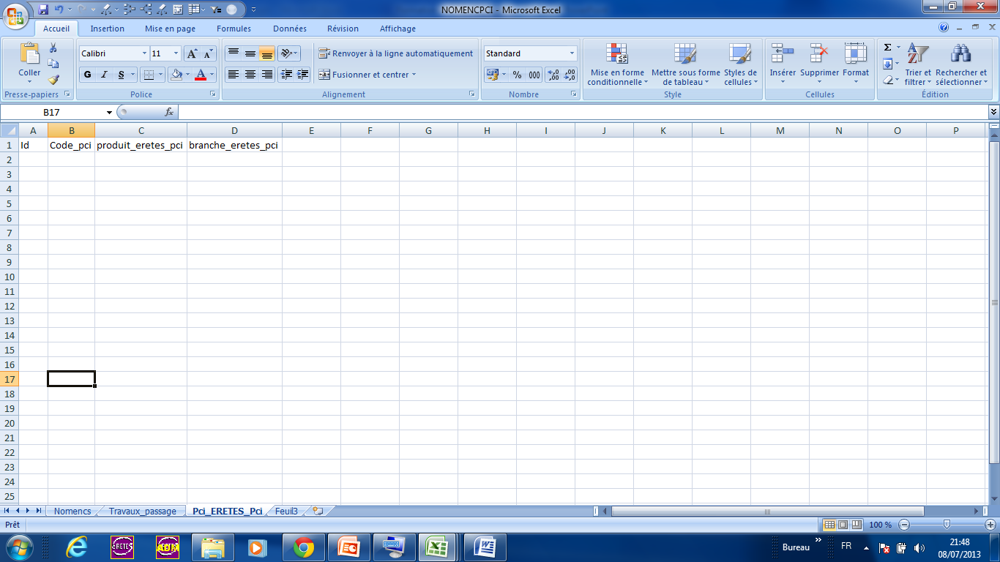 NOMENCPCI - Microsoft Excel
Accueil Insertion Mise en page Formules Données Révision Affichage
Coller
Presse-papiers
Calibri 11
G I S
Police
Renvoyer à la ligne automatiquement
Fusionner et centrer
Alignement
Standard
% 000
Nombre
Mise en forme conditionnelle
Mettre sous forme de tableau
Styles de cellules
Style
Insérer Supprimer Format
Cellules
Σ
Trier et filtrer
Rechercher et sélectionner
Édition
B17 fx
A B C D E F G H I J K L M N O P
1 Id Code_pci produit_eretes_pci branche_eretes_pci
2
3
4
5
6
7
8
9
10
11
12
13
14
15
16
17
18
19
20
21
22
23
24
25
Nomencs Travaux_passage Pci_ERETES_Pci Feuil3
Prêt 100 %
ERETES ADM Bureau » FR 21:48
08/07/2013